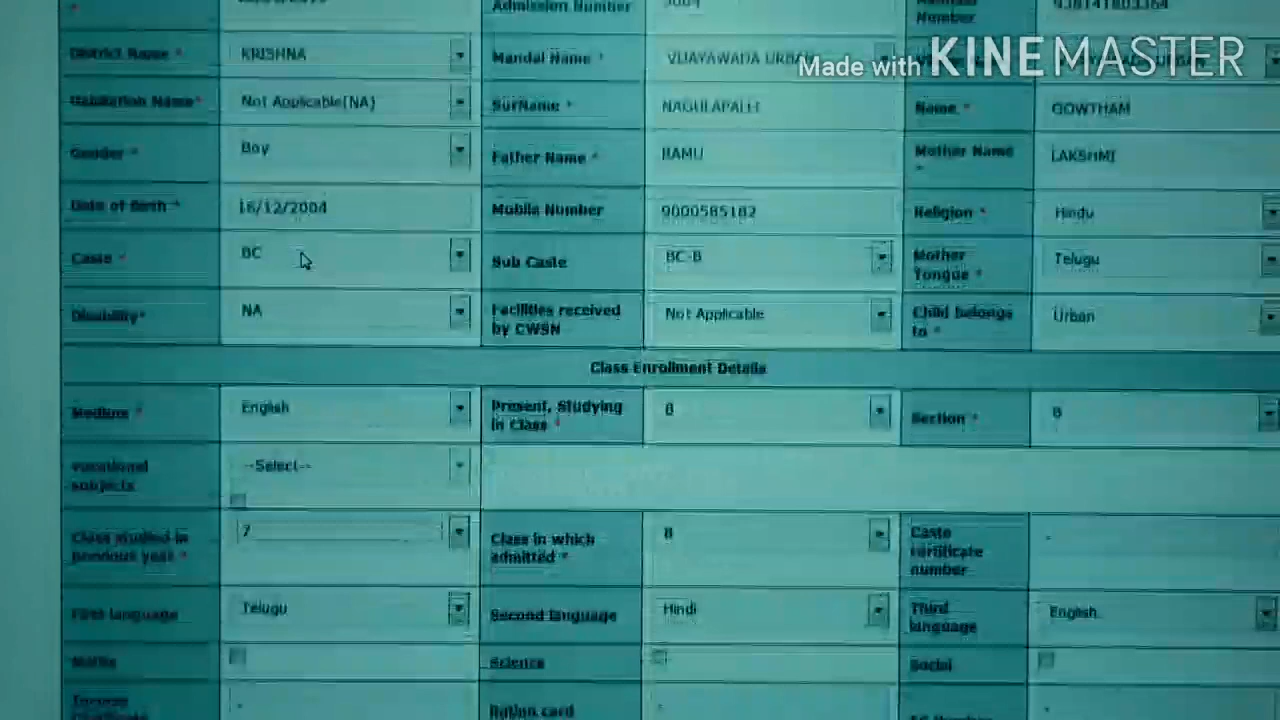 Admission Number
Number
District Name * KRISHNA Mandal Name * VIJAYAWADA URBAN
Made with KINEMASTER
Habitation Name* Not Applicable[NA] SurName * NAGULAPALLI Name * GOWTHAM
Gender * Boy Father Name * RAMU Mother Name * LAKSHMI
Date of Birth * 16/12/2004 Mobile Number 9000585182 Religion * Hindu
Caste * BC Sub Caste BC-B Mother Tongue * Telugu
Disability* NA Facilities received by CWSN Not Applicable Child belongs to * Urban
Class Enrollment Details
Medium * English Present, Studying in Class * 8 Section * B
vocational subjects --Select--
Class studied in previous year * 7 Class in which admitted * 8 Caste certificate number -
First language Telugu Second language Hindi Third language English
Maths Science Social
Income
Ration card